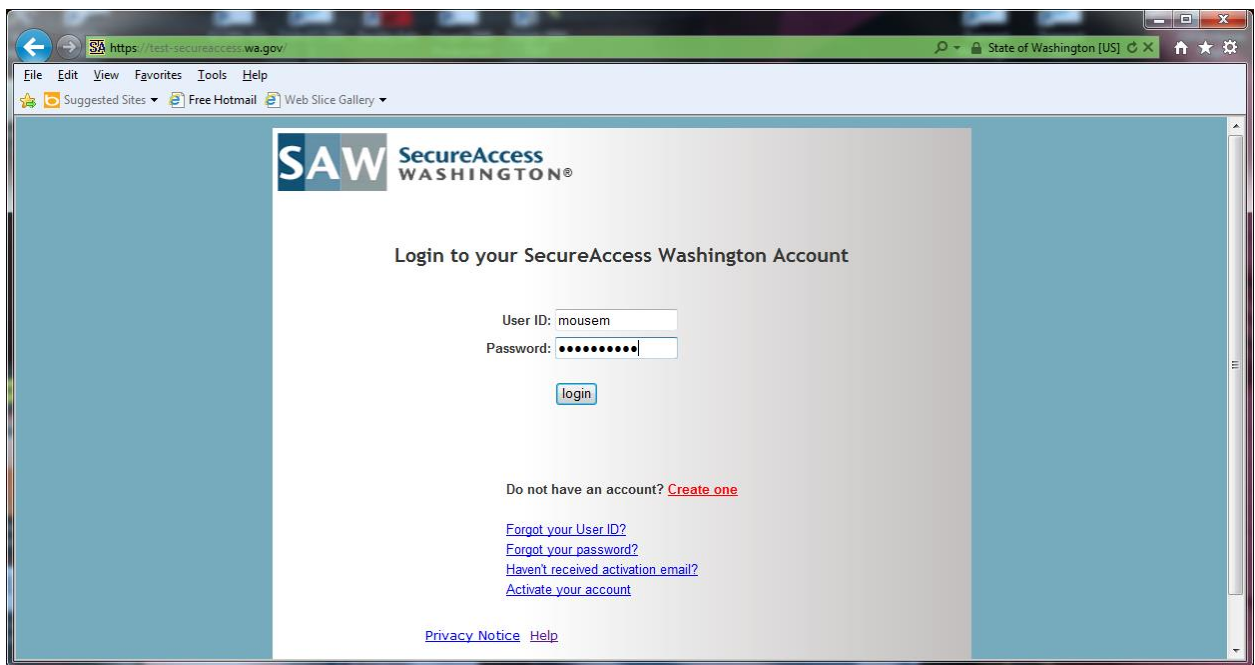 https://test-secureaccess.wa.gov/ State of Washington [US]
File Edit View Favorites Tools Help
Suggested Sites Free Hotmail Web Slice Gallery
SAW SecureAccess
WASHINGTON®
Login to your SecureAccess Washington Account
User ID: mousem
Password: ••••••••••
login
Do not have an account? Create one
Forgot your User ID?
Forgot your password?
Haven't received activation email?
Activate your account
Privacy Notice Help